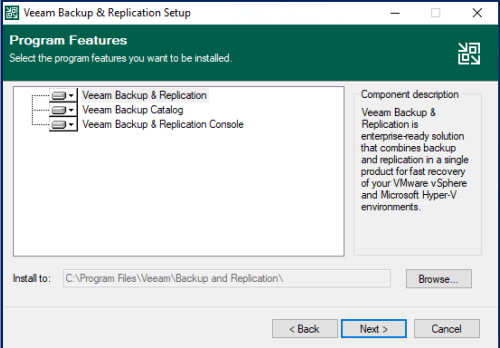 Veeam Backup & Replication Setup
Program Features
Select the program features you want to be installed.
Veeam Backup & Replication
Veeam Backup Catalog
Veeam Backup & Replication Console
Component description
Veeam Backup &
Replication is
enterprise-ready solution
that combines backup
and replication in a single
product for fast recovery
of your VMware vSphere
and Microsoft Hyper-V
environments.
Install to: C:\Program Files\Veeam\Backup and Replication\ Browse...
< Back Next > Cancel